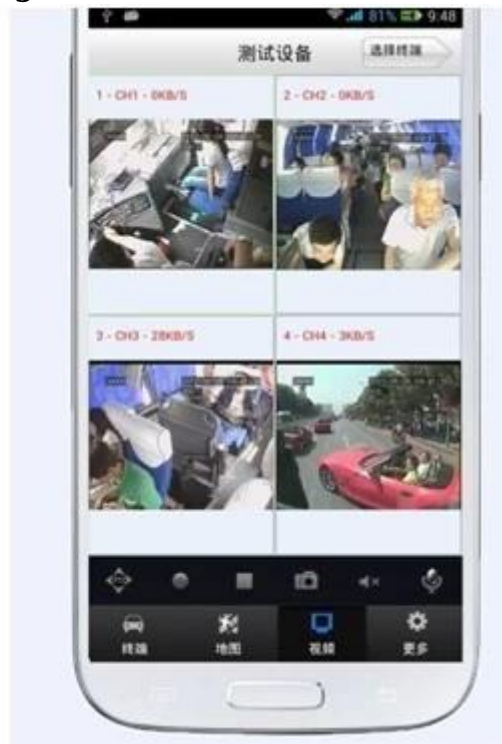 81% 9:48
测试设备 选择终端
1 - CH1 - 0KB/S 2 - CH2 - 0KB/S
3 - CH3 - 28KB/S 4 - CH4 - 3KB/S
终端 地图 视频 更多